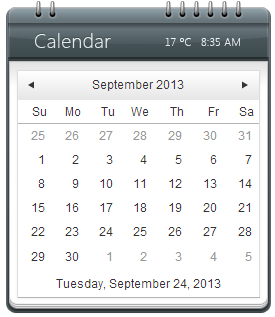 Calendar 17 ºC 8:35 AM
September 2013
Su Mo Tu We Th Fr Sa
25 26 27 28 29 30 31
1 2 3 4 5 6 7
8 9 10 11 12 13 14
15 16 17 18 19 20 21
22 23 24 25 26 27 28
29 30 1 2 3 4 5
Tuesday, September 24, 2013